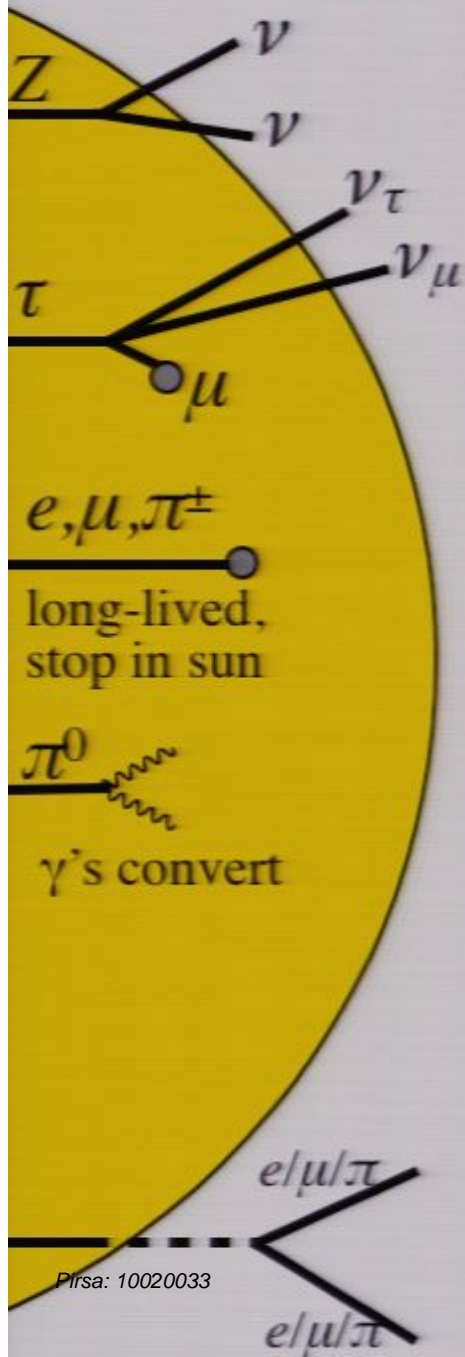 ν
Z
ν
ν_τ
ν_μ
τ
μ
e,μ,π±
long-lived,
stop in sun
π⁰
γ's convert
e/μ/π
Pirsa: 10020033
e/μ/π